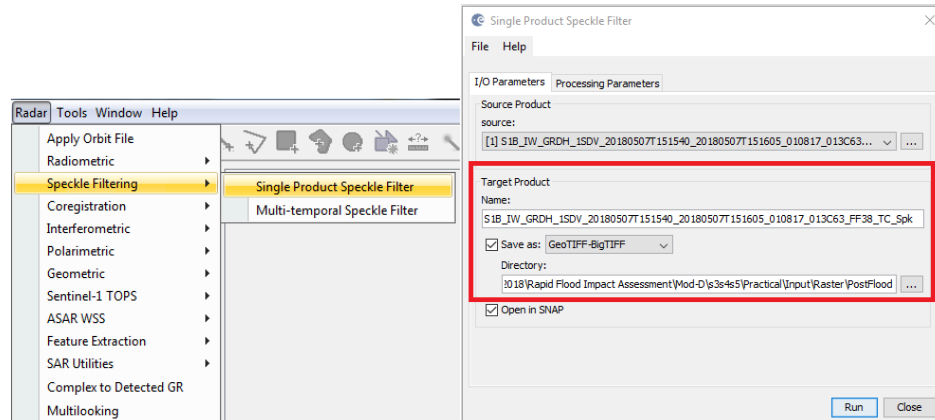 Radar Tools Window Help
Apply Orbit File
Radiometric
Speckle Filtering
Coregistration
Interferometric
Polarimetric
Geometric
Sentinel-1 TOPS
ASAR WSS
Feature Extraction
SAR Utilities
Complex to Detected GR
Multilooking
Single Product Speckle Filter
Multi-temporal Speckle Filter
Single Product Speckle Filter
File Help
I/O Parameters Processing Parameters
Source Product
source:
[1] S1B_IW_GRDH_1SDV_20180507T151540_20180507T151605_010817_013C63... ...
Target Product
Name:
S1B_IW_GRDH_1SDV_20180507T151540_20180507T151605_010817_013C63_FF38_TC_Spk
Save as: GeoTIFF-BigTIFF
Directory:
!018\Rapid Flood Impact Assessment\Mod-D\s3s4s5\Practical\Input\Raster\PostFlood ...
Open in SNAP
Run Close